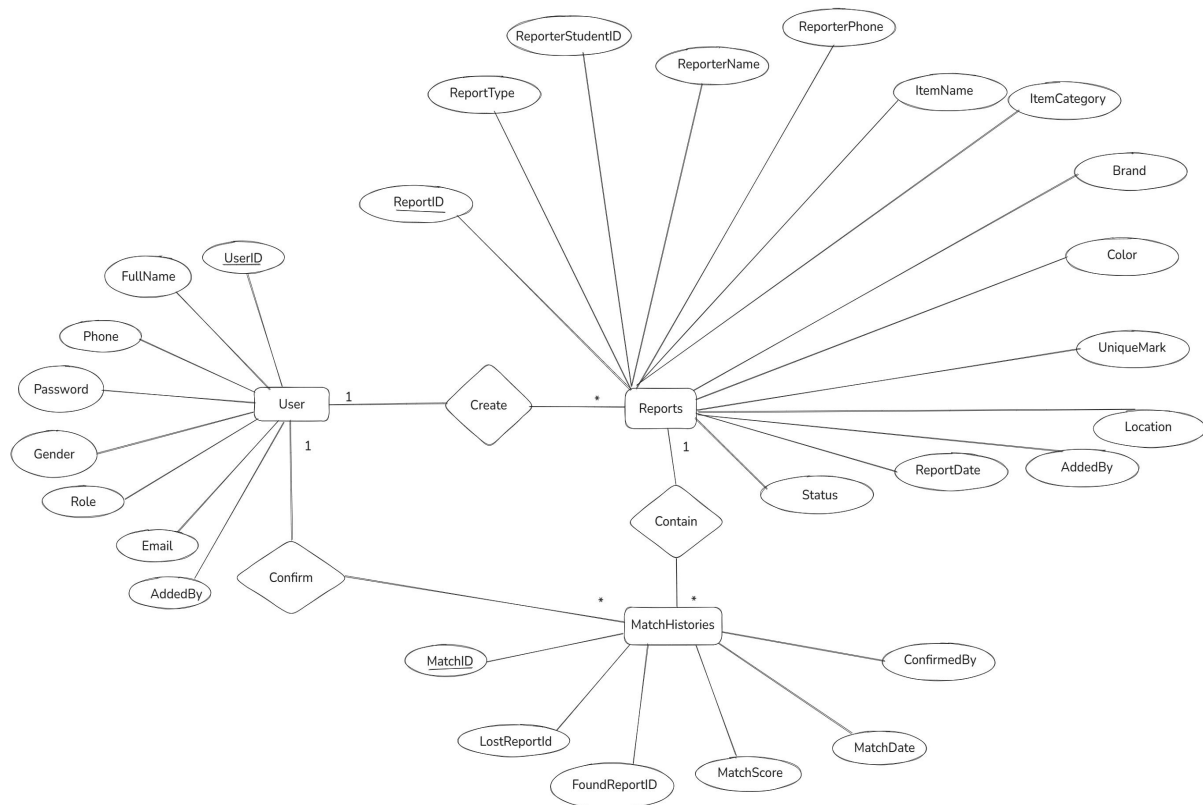 ReporterPhone
ReporterStudentID
ReporterName
ReportType
ItemName
ItemCategory
Brand
ReportID
UserID
FullName
Color
Phone
UniqueMark
Password
User
1
Create
*
Reports
Location
1
1
Gender
ReportDate
AddedBy
Role
Status
Contain
Email
Confirm
AddedBy
*
*
MatchHistories
MatchID
ConfirmedBy
LostReportId
MatchDate
FoundReportID
MatchScore